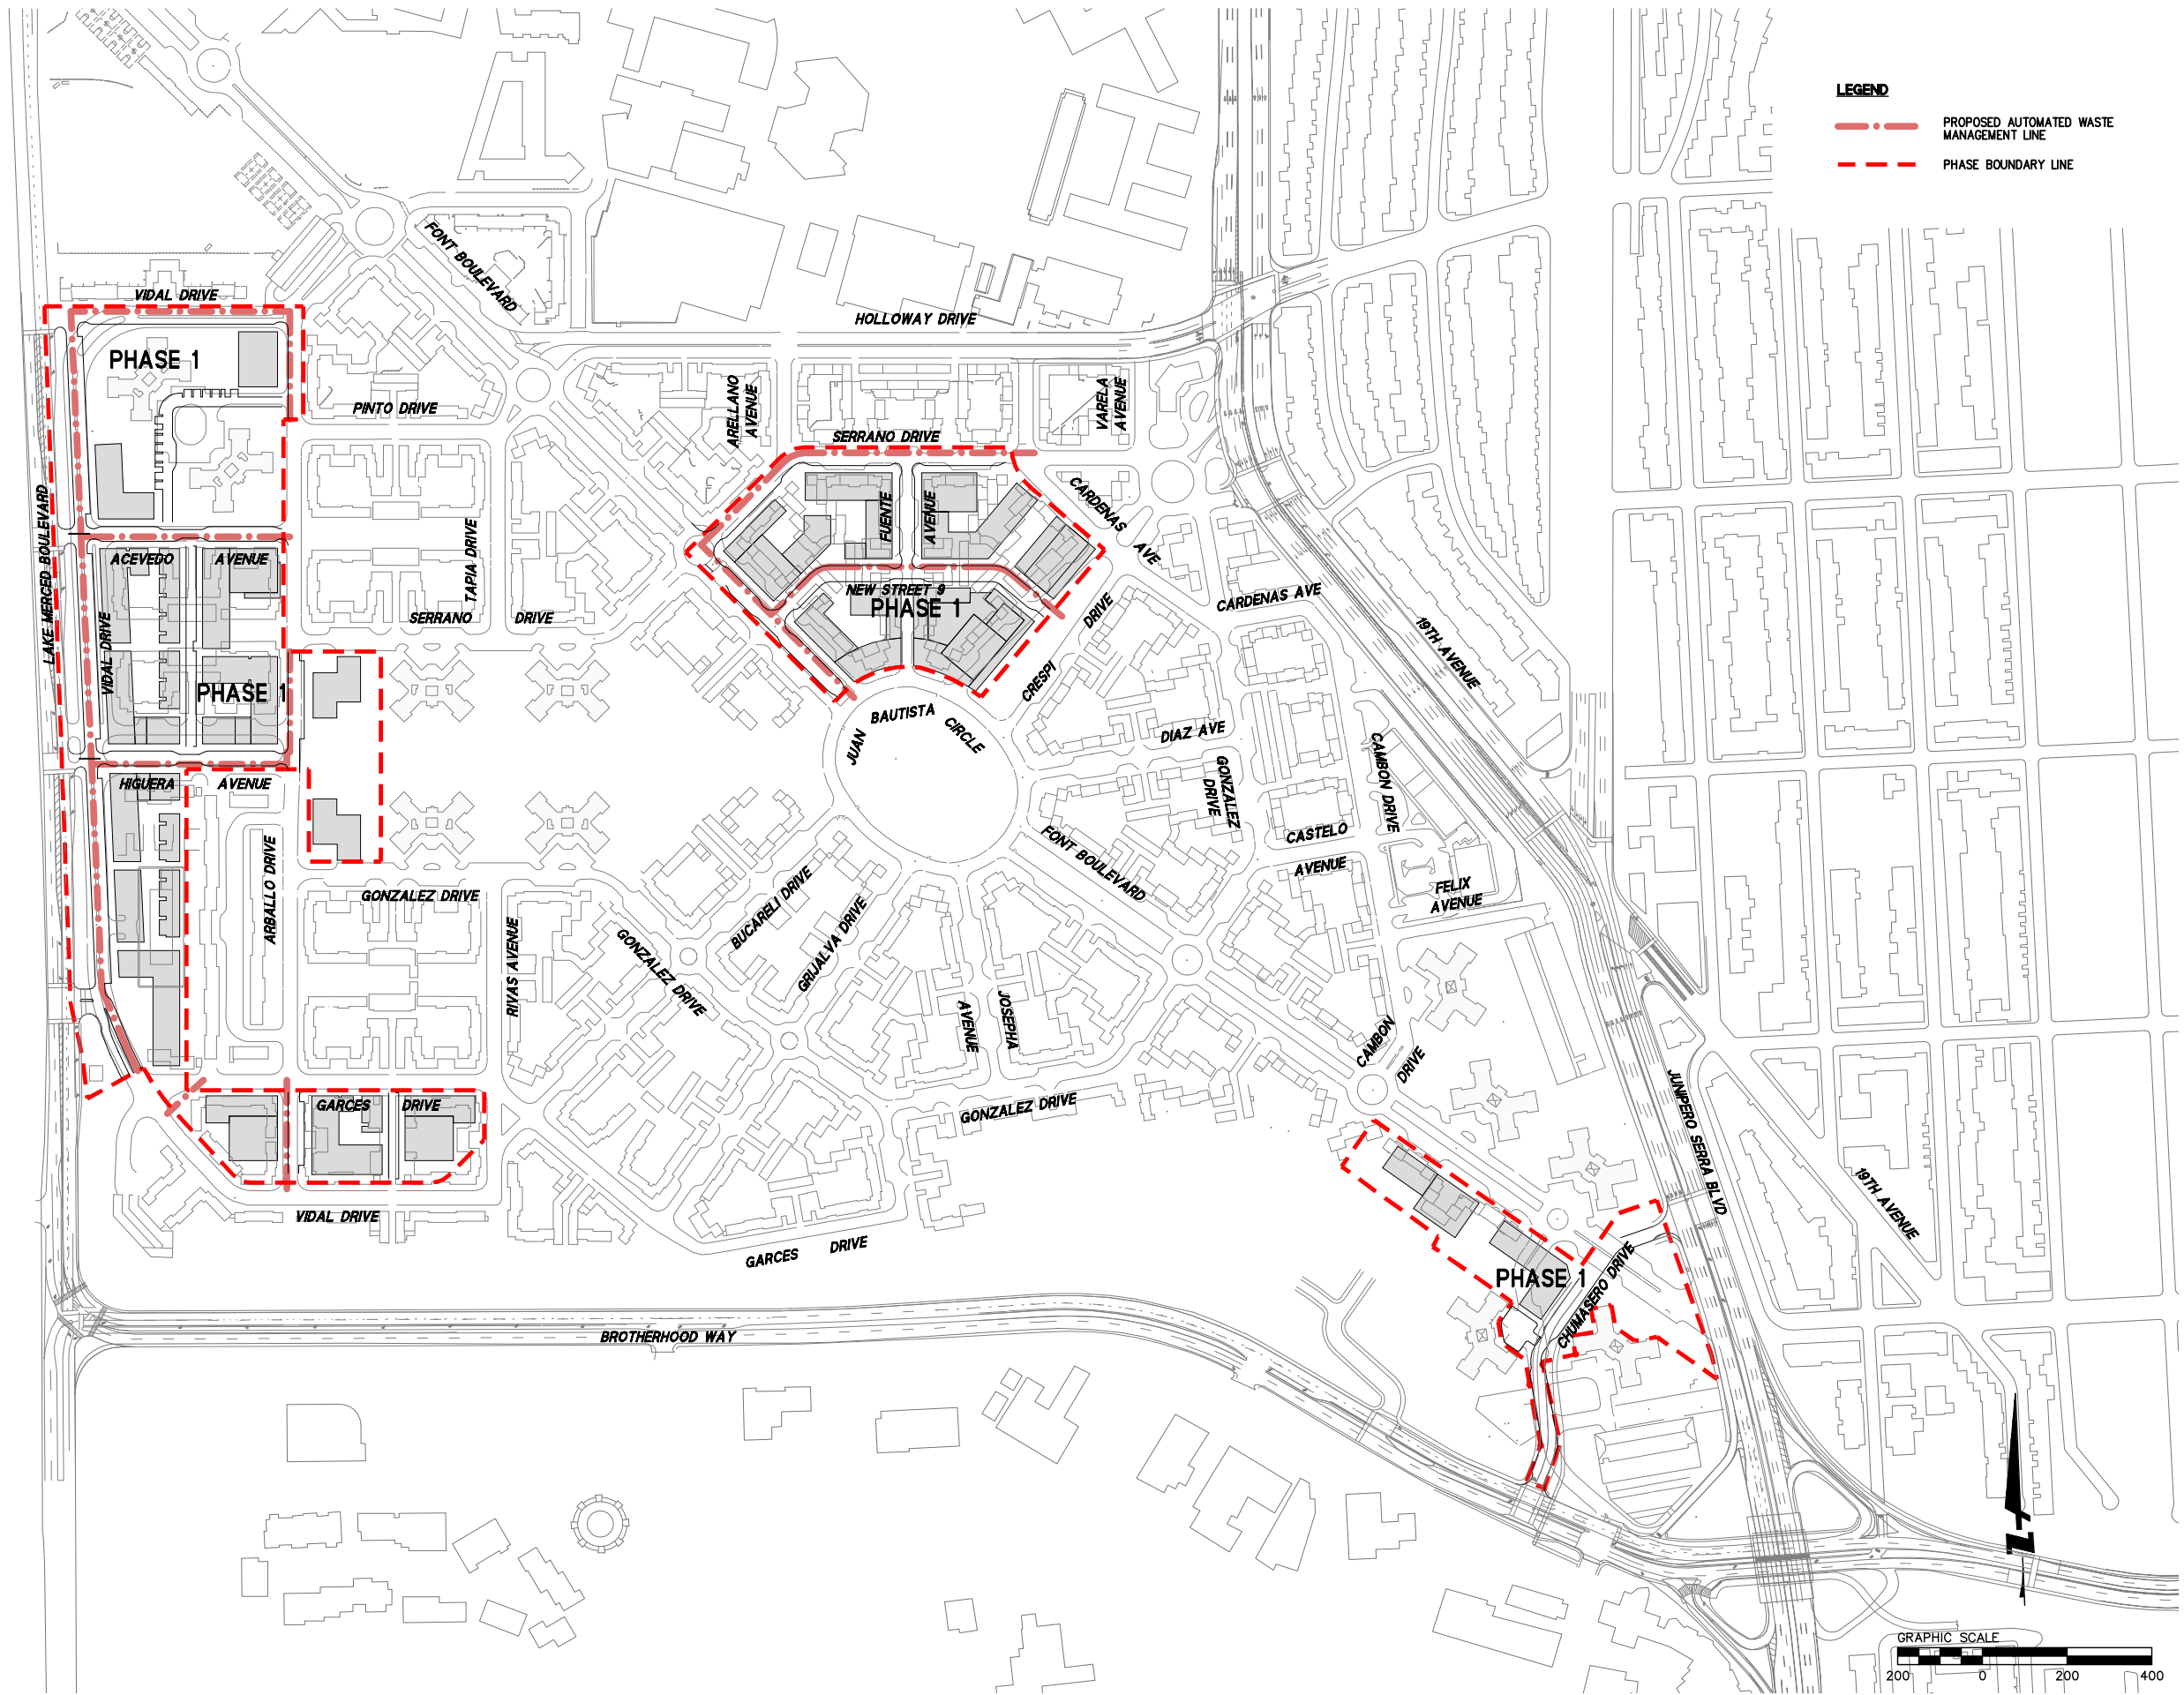 LEGEND
PROPOSED AUTOMATED WASTE
MANAGEMENT LINE
PHASE BOUNDARY LINE
FONT BOULEVARD
VIDAL DRIVE
HOLLOWAY DRIVE
PHASE 1
PINTO DRIVE
ARELLANO
AVENUE
VARELA
AVENUE
SERRANO DRIVE
LAKE MERCED BOULEVARD
TAPIA DRIVE
FUENTE
AVENUE
CARDENAS
AVE
ACEVEDO
AVENUE
VIDAL DRIVE
NEW STREET 9
PHASE 1
SERRANO
DRIVE
DRIVE
CRESPI
CARDENAS AVE
19TH AVENUE
PHASE 1
JUAN
BAUTISTA
CIRCLE
DIAZ AVE
GONZALEZ
DRIVE
CAMBON DRIVE
HIGUERA
AVENUE
ARBALLO DRIVE
CASTELO
AVENUE
FONT BOULEVARD
FELIX
AVENUE
GONZALEZ DRIVE
RIVAS AVENUE
GONZALEZ DRIVE
BUCARELI DRIVE
GRIJALVA DRIVE
AVENUE
JOSEPHA
CAMBON
DRIVE
GARCES
DRIVE
GONZALEZ DRIVE
JUNIPERO SERRA BLVD
19TH AVENUE
VIDAL DRIVE
GARCES
DRIVE
PHASE 1
CHUMASERO DRIVE
BROTHERHOOD WAY
Z
GRAPHIC SCALE
200
0
200
400